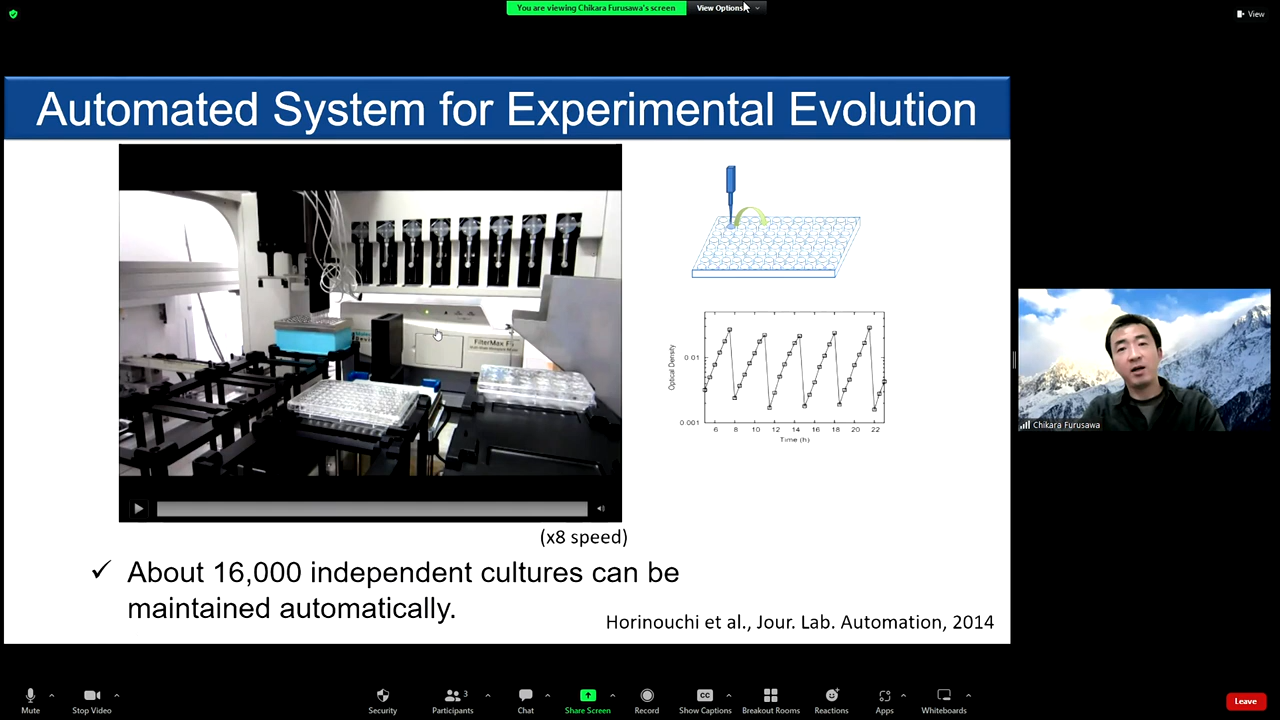 You are viewing Chikara Furusawa's screen
View Options
View
Automated System for Experimental Evolution
FilterMax F5
(x8 speed)
Optical Density
0.01
0.001
6 8 10 12 14 16 18 20 22
Time (h)
✓ About 16,000 independent cultures can be
maintained automatically.
Horinouchi et al., Jour. Lab. Automation, 2014
Chikara Furusawa
Mute
Stop Video
Security
3
Participants
Chat
Share Screen
Record
CC
Show Captions
Breakout Rooms
Reactions
Apps
Whiteboards
Leave